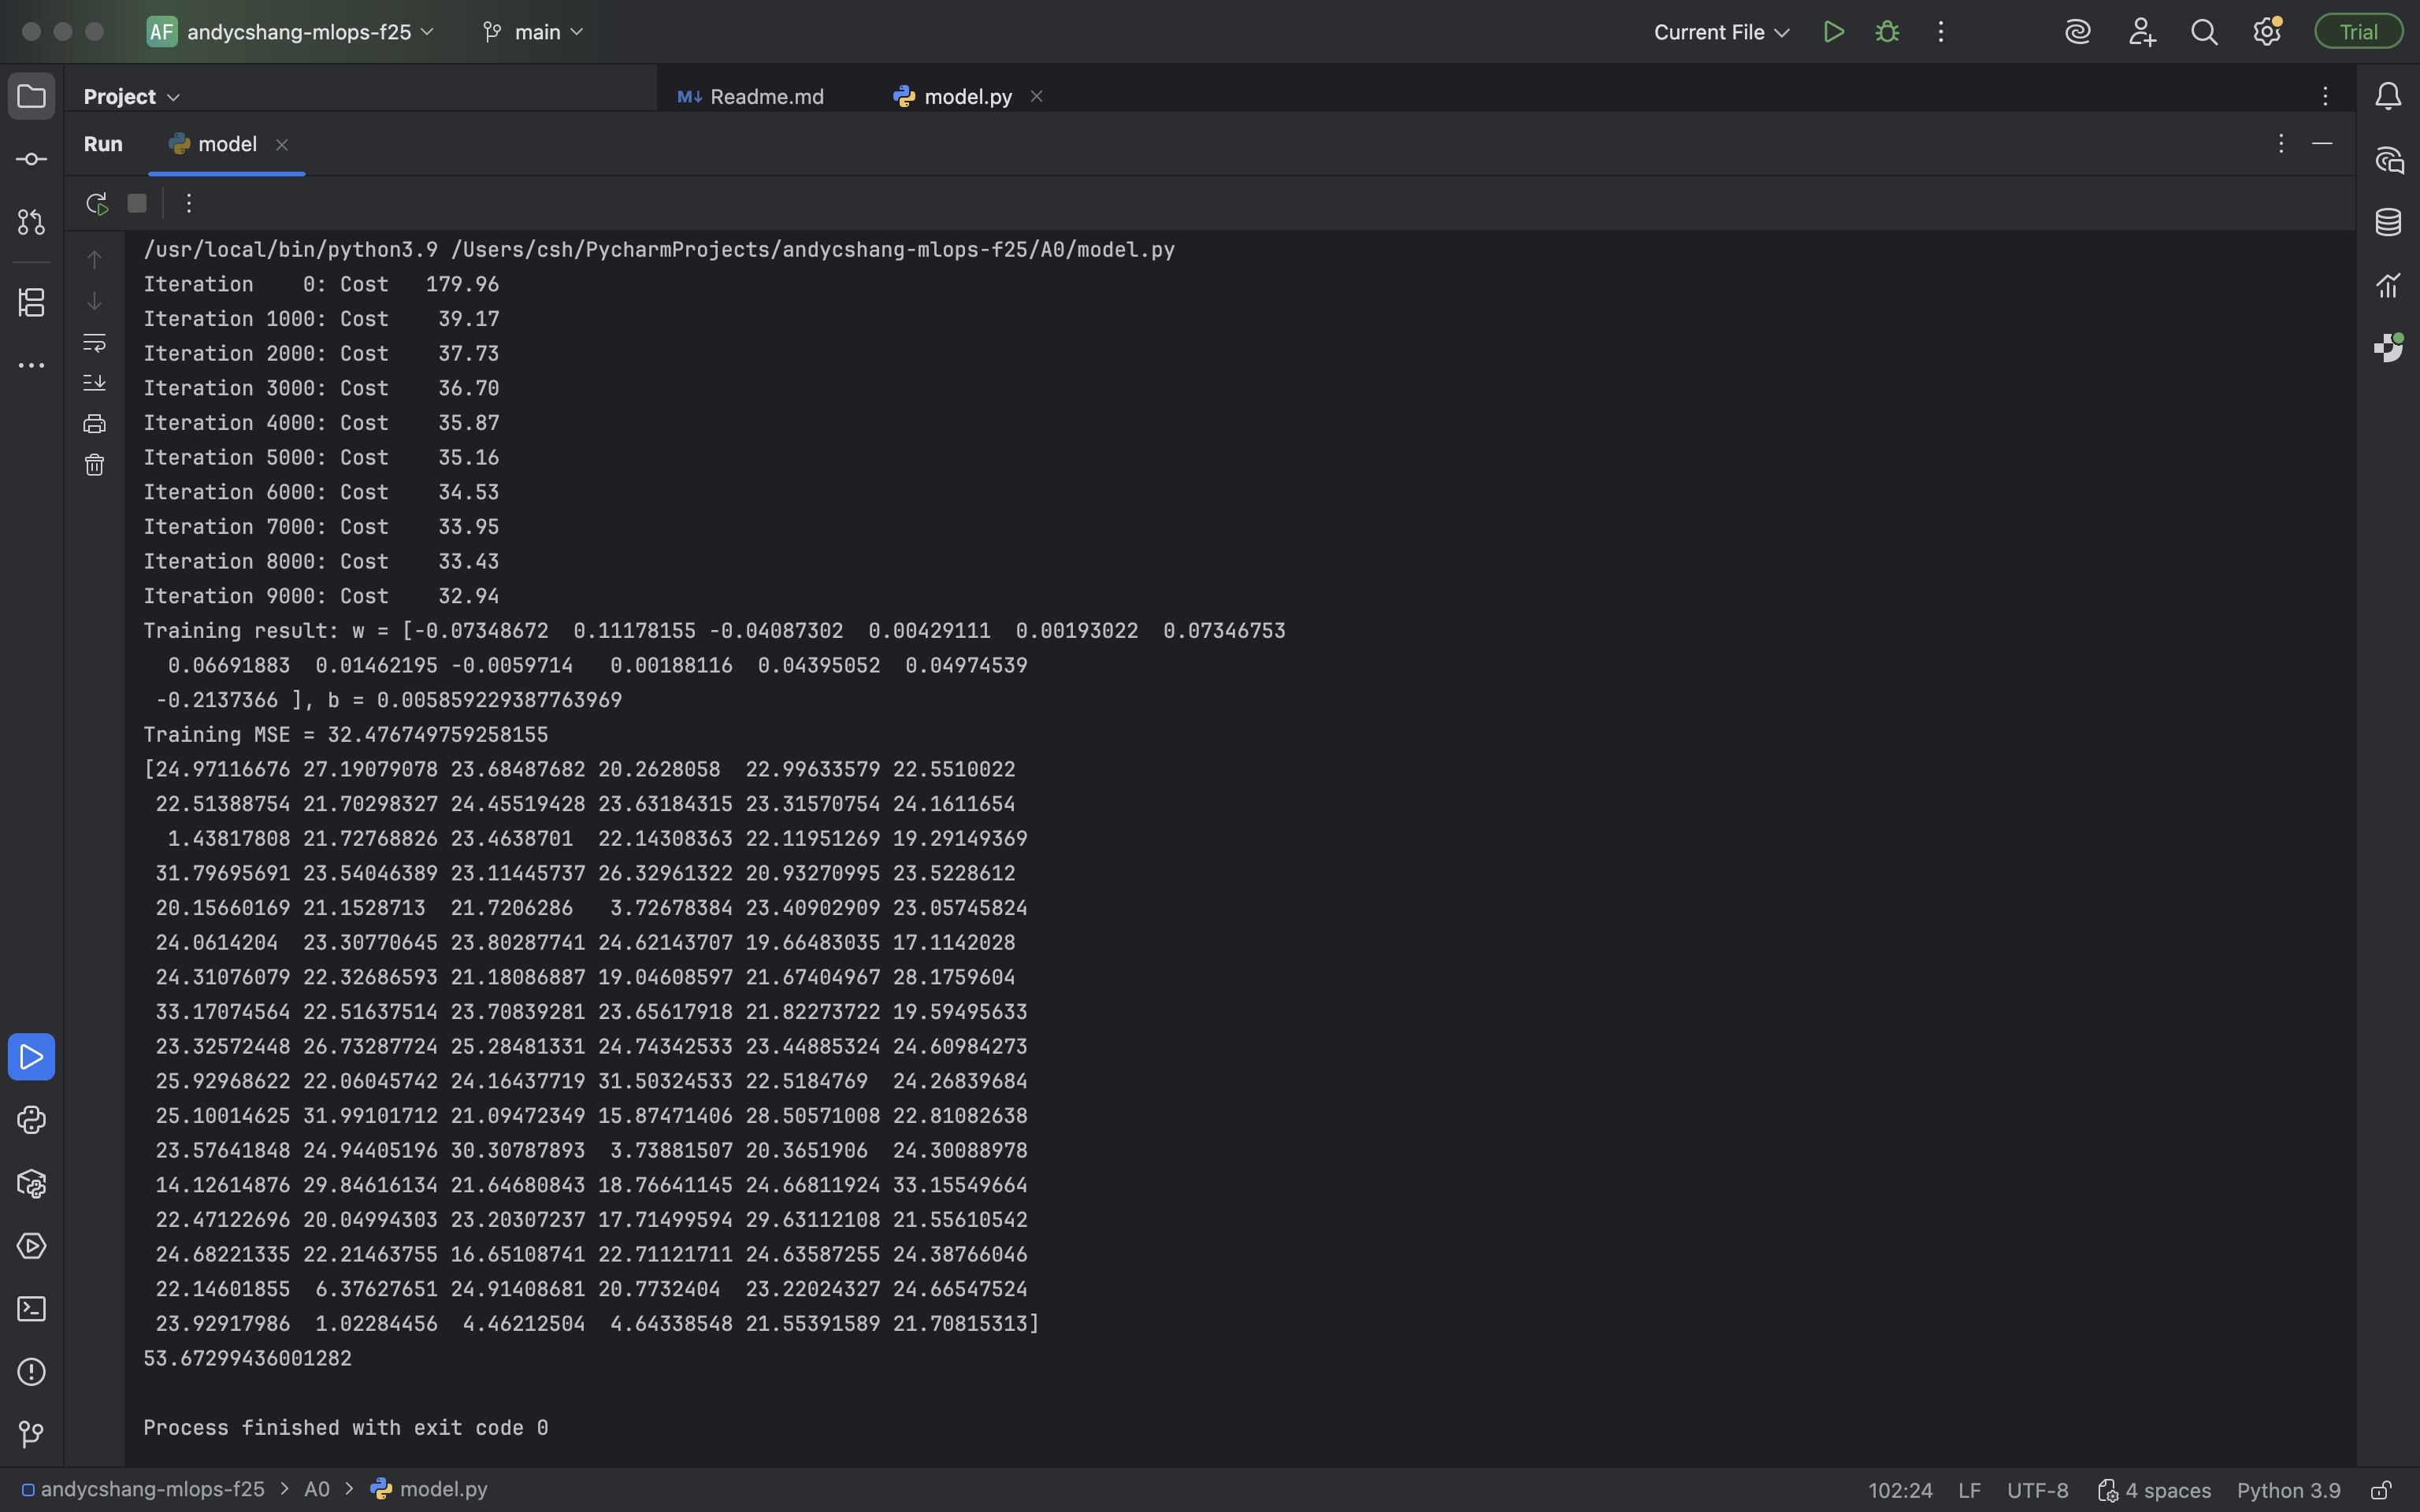 AF andycshang-mlops-f25 main Current File Trial
Project M↓ Readme.md model.py
Run model
/usr/local/bin/python3.9 /Users/csh/PycharmProjects/andycshang-mlops-f25/A0/model.py
Iteration    0: Cost   179.96
Iteration 1000: Cost    39.17
Iteration 2000: Cost    37.73
Iteration 3000: Cost    36.70
Iteration 4000: Cost    35.87
Iteration 5000: Cost    35.16
Iteration 6000: Cost    34.53
Iteration 7000: Cost    33.95
Iteration 8000: Cost    33.43
Iteration 9000: Cost    32.94
Training result: w = [-0.07348672  0.11178155 -0.04087302  0.00429111  0.00193022  0.07346753
  0.06691883  0.01462195 -0.0059714   0.00188116  0.04395052  0.04974539
 -0.2137366 ], b = 0.005859229387763969
Training MSE = 32.476749759258155
[24.97116676 27.19079078 23.68487682 20.2628058  22.99633579 22.5510022
 22.51388754 21.70298327 24.45519428 23.63184315 23.31570754 24.1611654
  1.43817808 21.72768826 23.4638701  22.14308363 22.11951269 19.29149369
 31.79695691 23.54046389 23.11445737 26.32961322 20.93270995 23.5228612
 20.15660169 21.1528713  21.7206286   3.72678384 23.40902909 23.05745824
 24.0614204  23.30770645 23.80287741 24.62143707 19.66483035 17.1142028
 24.31076079 22.32686593 21.18086887 19.04608597 21.67404967 28.1759604
 33.17074564 22.51637514 23.70839281 23.65617918 21.82273722 19.59495633
 23.32572448 26.73287724 25.28481331 24.74342533 23.44885324 24.60984273
 25.92968622 22.06045742 24.16437719 31.50324533 22.5184769  24.26839684
 25.10014625 31.99101712 21.09472349 15.87471406 28.50571008 22.81082638
 23.57641848 24.94405196 30.30787893  3.73881507 20.3651906  24.30088978
 14.12614876 29.84616134 21.64680843 18.76641145 24.66811924 33.15549664
 22.47122696 20.04994303 23.20307237 17.71499594 29.63112108 21.55610542
 24.68221335 22.21463755 16.65108741 22.71121711 24.63587255 24.38766046
 22.14601855  6.37627651 24.91408681 20.7732404  23.22024327 24.66547524
 23.92917986  1.02284456  4.46212504  4.64338548 21.55391589 21.70815313]
53.67299436001282
Process finished with exit code 0
andycshang-mlops-f25 > A0 > model.py 102:24 LF UTF-8 4 spaces Python 3.9